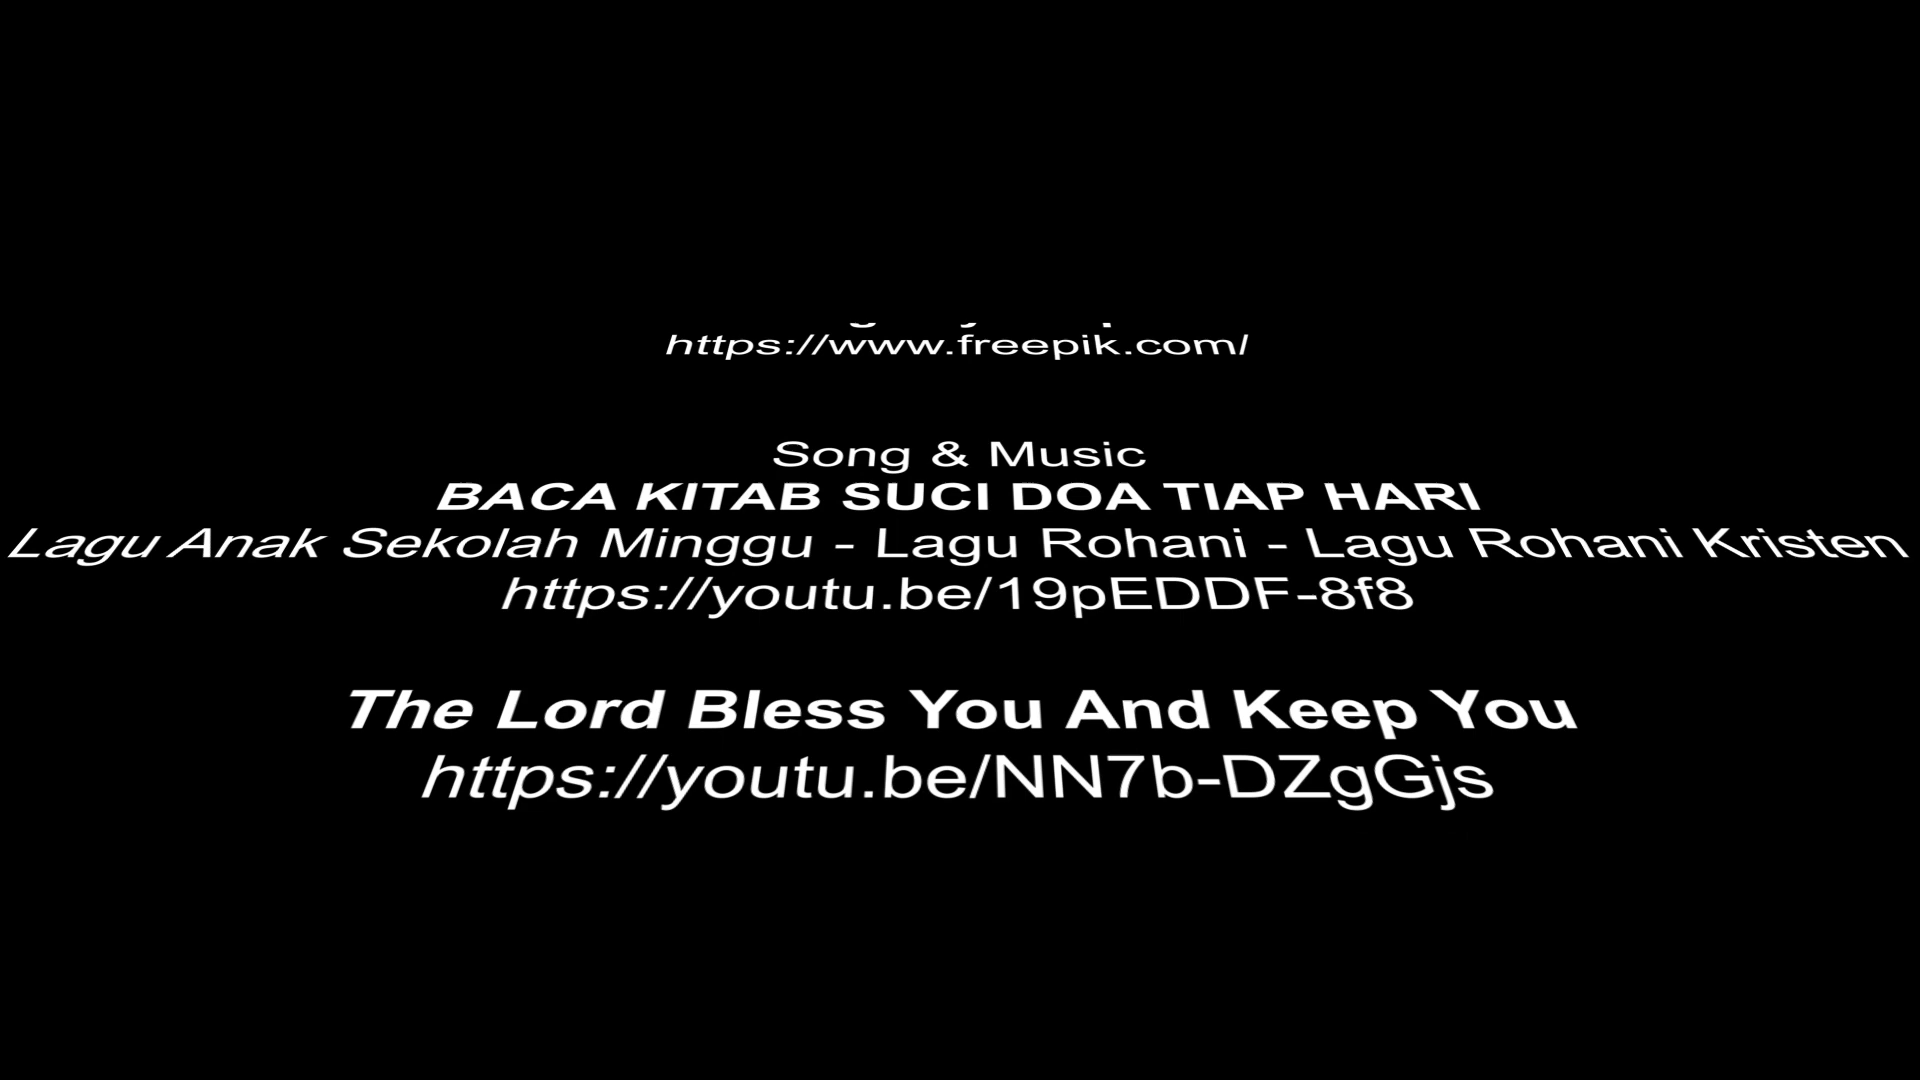 https://www.freepik.com/
Song & Music
BACA KITAB SUCI DOA TIAP HARI
Lagu Anak Sekolah Minggu - Lagu Rohani - Lagu Rohani Kristen
https://youtu.be/19pEDDF-8f8
The Lord Bless You And Keep You
https://youtu.be/NN7b-DZgGjs